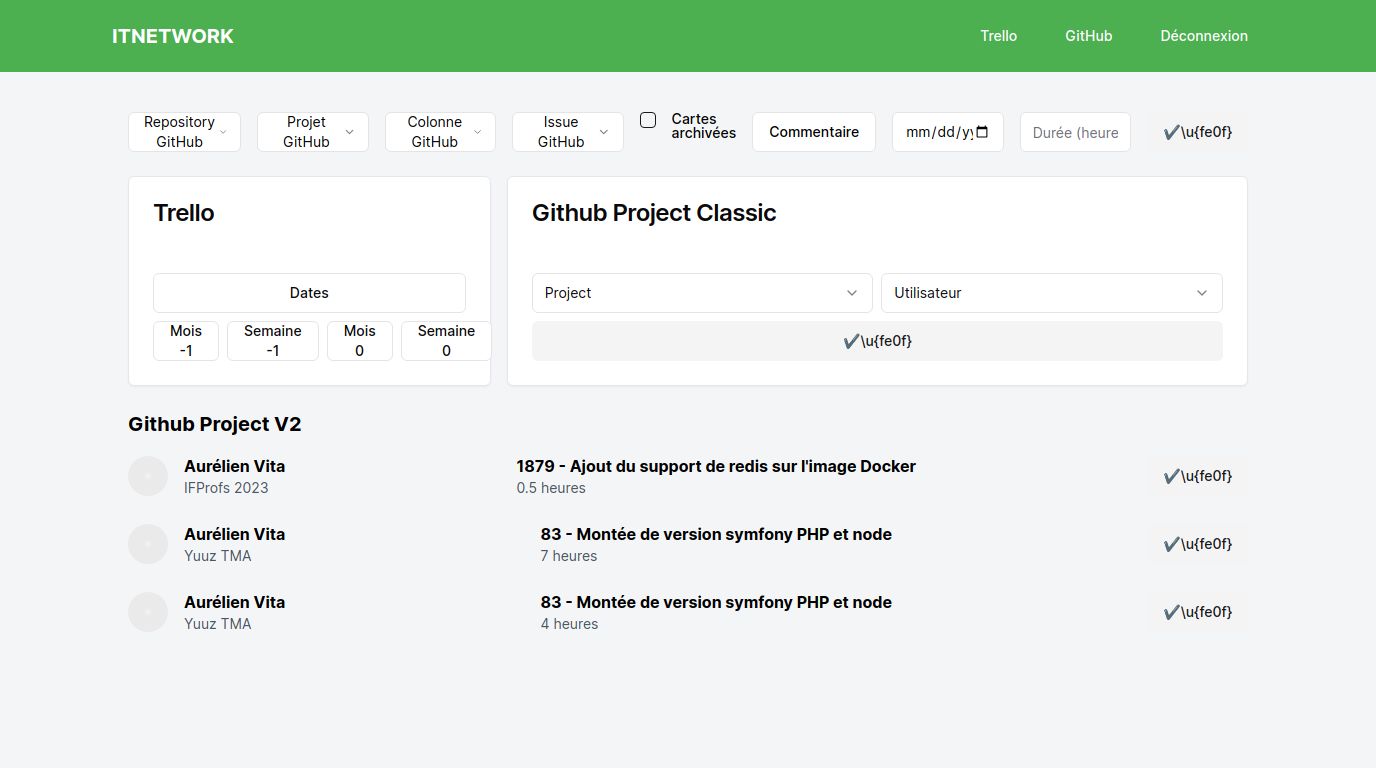 ITNETWORK
Trello GitHub Déconnexion
Repository
GitHub
Projet
GitHub
Colonne
GitHub
Issue
GitHub
Cartes
archivées
Commentaire
mm/dd/yy
Durée (heure
✔️\u{fe0f}
Trello
Dates
Mois
-1
Semaine
-1
Mois
0
Semaine
0
Github Project Classic
Project
Utilisateur
✔️\u{fe0f}
Github Project V2
Aurélien Vita
IFProfs 2023
1879 - Ajout du support de redis sur l'image Docker
0.5 heures
✔️\u{fe0f}
Aurélien Vita
Yuuz TMA
83 - Montée de version symfony PHP et node
7 heures
✔️\u{fe0f}
Aurélien Vita
Yuuz TMA
83 - Montée de version symfony PHP et node
4 heures
✔️\u{fe0f}